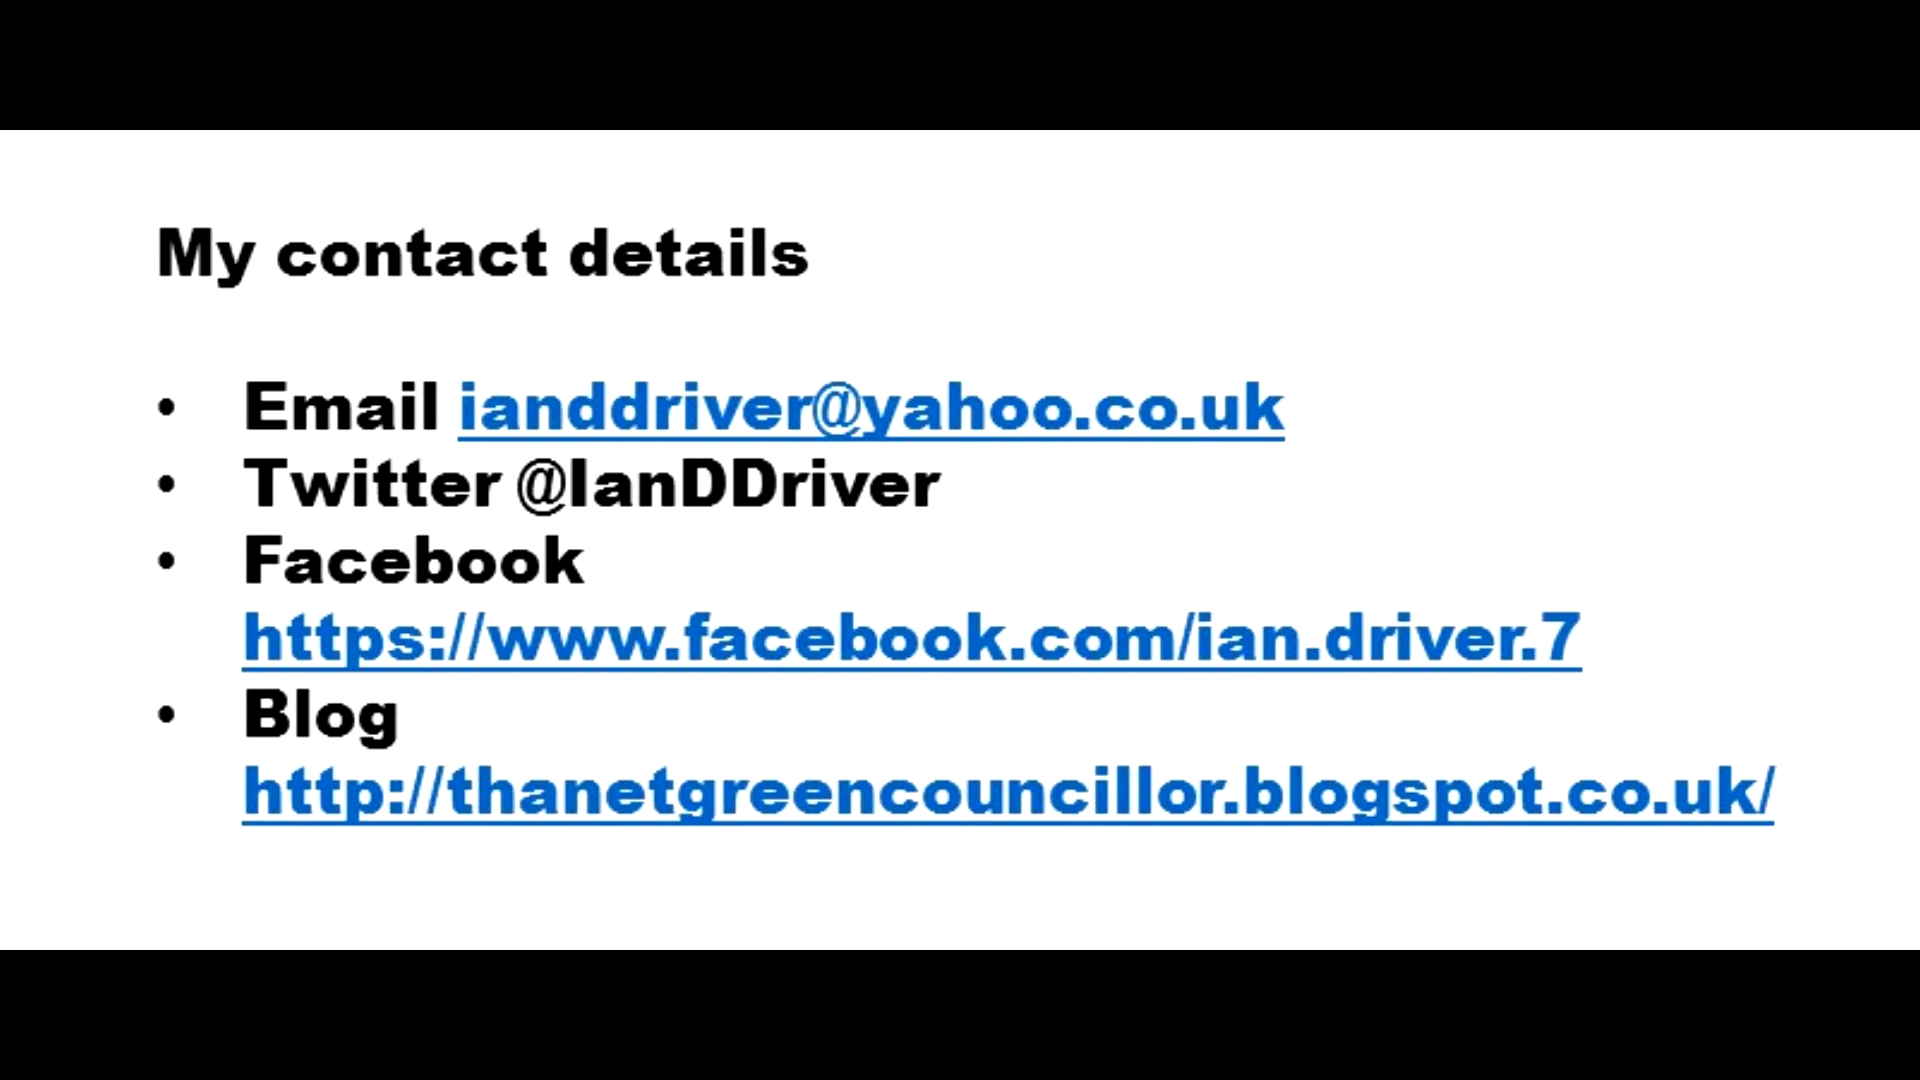 My contact details
• Email ianddriver@yahoo.co.uk
• Twitter @IanDDriver
• Facebook
https://www.facebook.com/ian.driver.7
• Blog
http://thanetgreencouncillor.blogspot.co.uk/